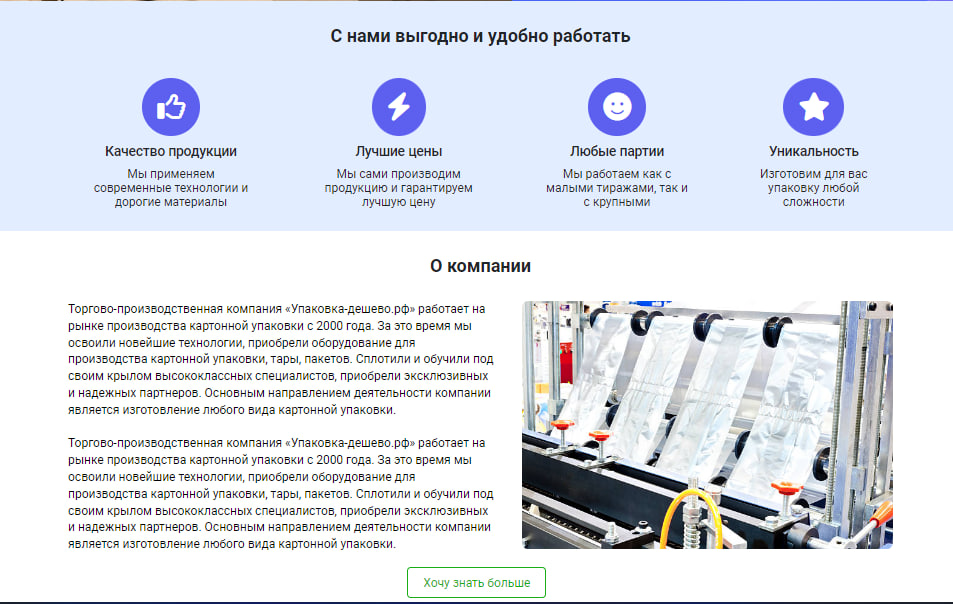 С нами выгодно и удобно работать
Качество продукции
Мы применяем
современные технологии и
дорогие материалы
Лучшие цены
Мы сами производим
продукцию и гарантируем
лучшую цену
Любые партии
Мы работаем как с
малыми тиражами, так и
с крупными
Уникальность
Изготовим для вас
упаковку любой
сложности
О компании
Торгово-производственная компания «Упаковка-дешево.рф» работает на
рынке производства картонной упаковки с 2000 года. За это время мы
освоили новейшие технологии, приобрели оборудование для
производства картонной упаковки, тары, пакетов. Сплотили и обучили под
своим крылом высококлассных специалистов, приобрели эксклюзивных
и надежных партнеров. Основным направлением деятельности компании
является изготовление любого вида картонной упаковки.
Торгово-производственная компания «Упаковка-дешево.рф» работает на
рынке производства картонной упаковки с 2000 года. За это время мы
освоили новейшие технологии, приобрели оборудование для
производства картонной упаковки, тары, пакетов. Сплотили и обучили под
своим крылом высококлассных специалистов, приобрели эксклюзивных
и надежных партнеров. Основным направлением деятельности компании
является изготовление любого вида картонной упаковки.
Хочу знать больше